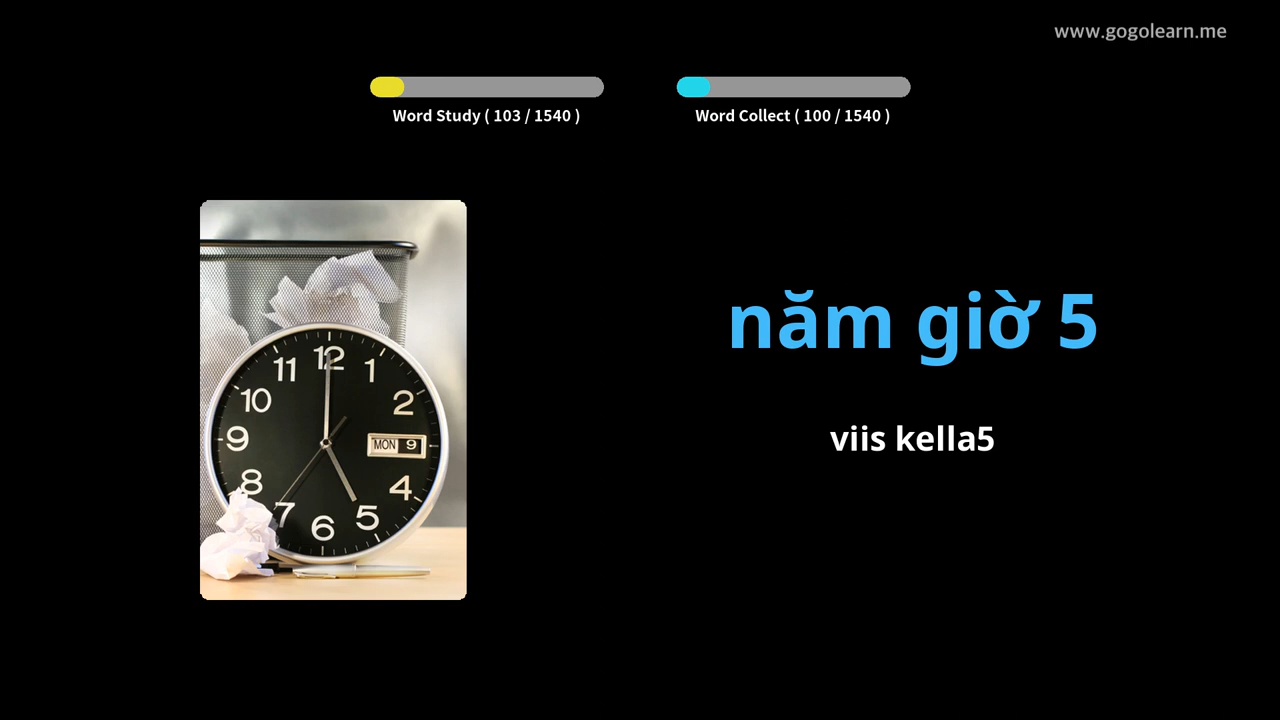 www.gogolearn.me
Word Study ( 103 / 1540 )
Word Collect ( 100 / 1540 )
12
11
1
10
2
9
MON 9
8
4
7
5
6
năm giờ 5
viis kella5